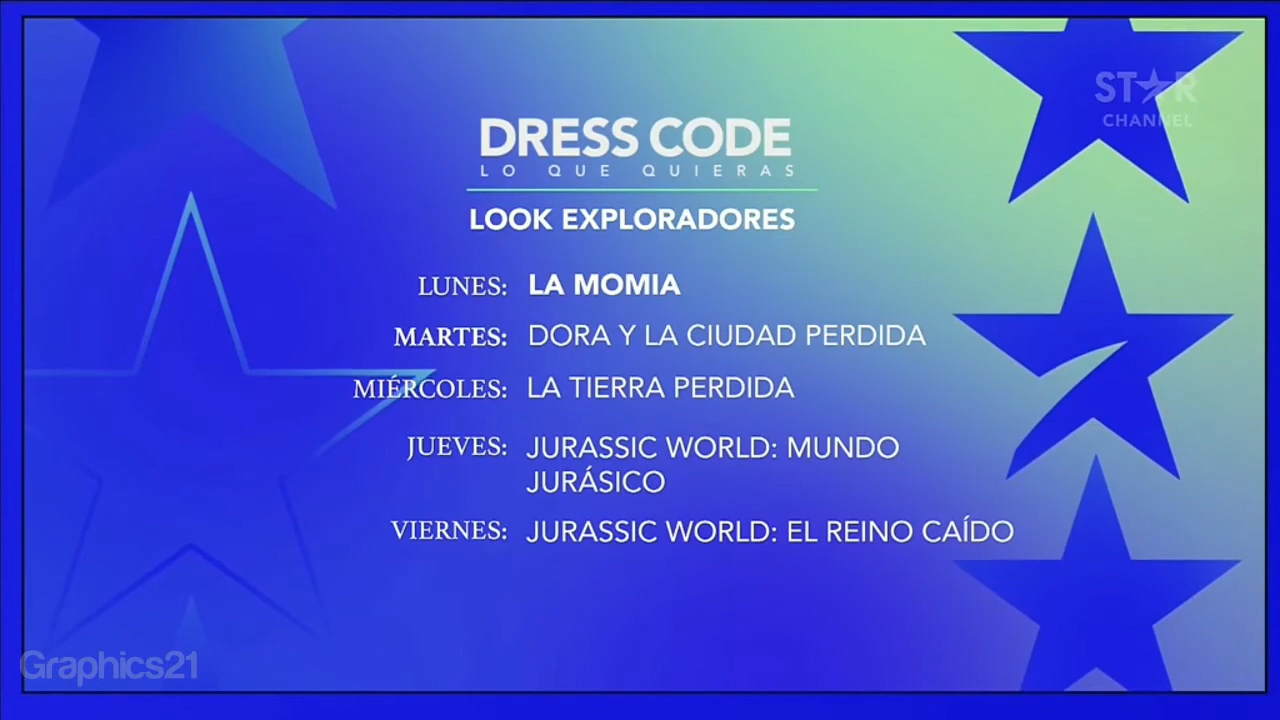 STAR
CHANNEL
DRESS CODE
LO QUE QUIERAS
LOOK EXPLORADORES
LUNES: LA MOMIA
MARTES: DORA Y LA CIUDAD PERDIDA
MIÉRCOLES: LA TIERRA PERDIDA
JUEVES: JURASSIC WORLD: MUNDO
JURÁSICO
VIERNES: JURASSIC WORLD: EL REINO CAÍDO
Graphics21